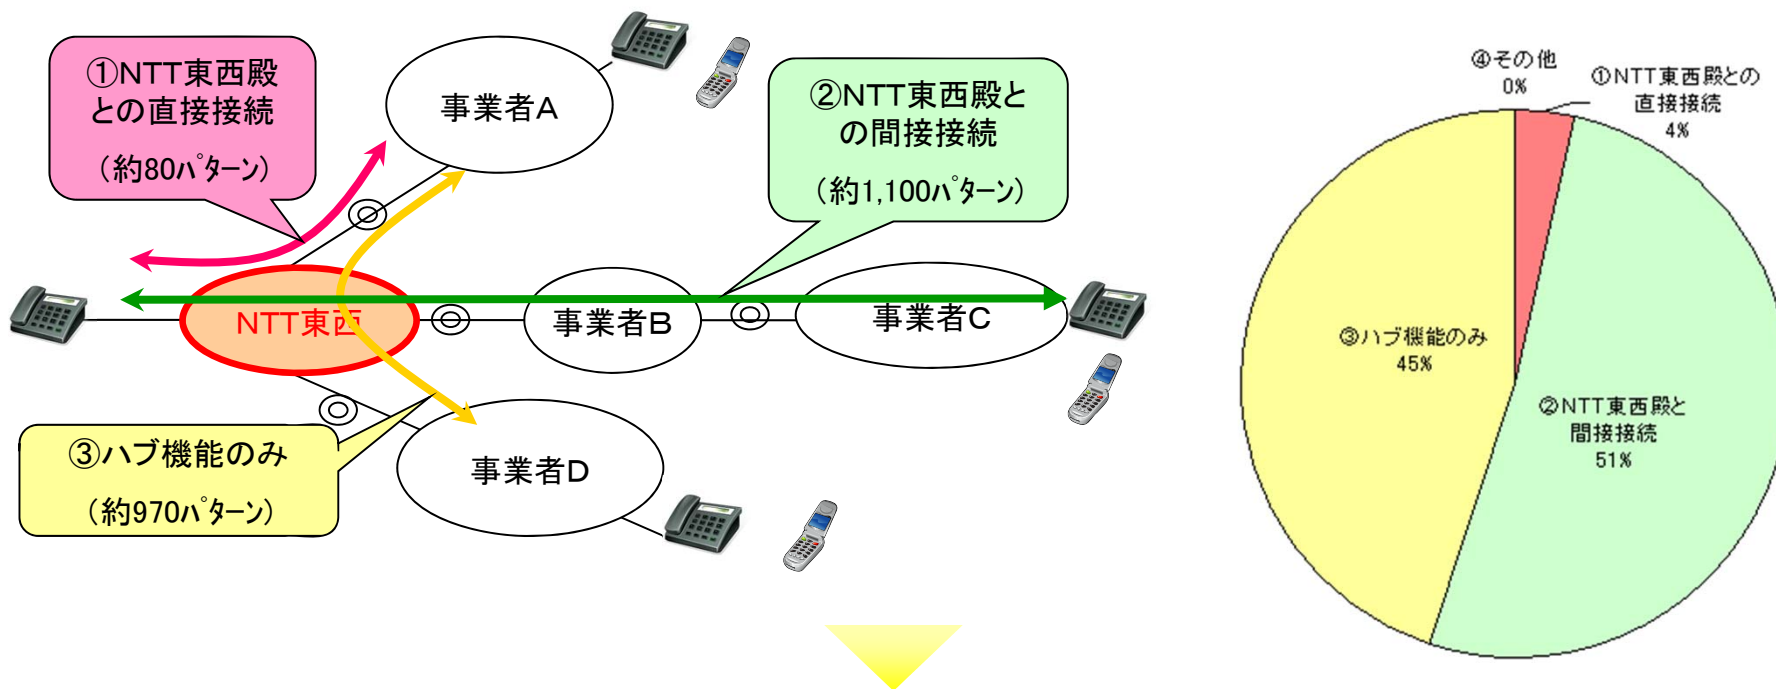 ①NTT東西殿
との直接接続
（約80ﾊﾟﾀｰﾝ）
事業者A
②NTT東西殿と
の間接接続
（約1,100ﾊﾟﾀｰﾝ）
NTT東西
事業者B
事業者C
③ハブ機能のみ
（約970ﾊﾟﾀｰﾝ）
事業者D
④その他
0%
①NTT東西殿との
直接接続
4%
③ハブ機能のみ
45%
②NTT東西殿と
間接接続
51%